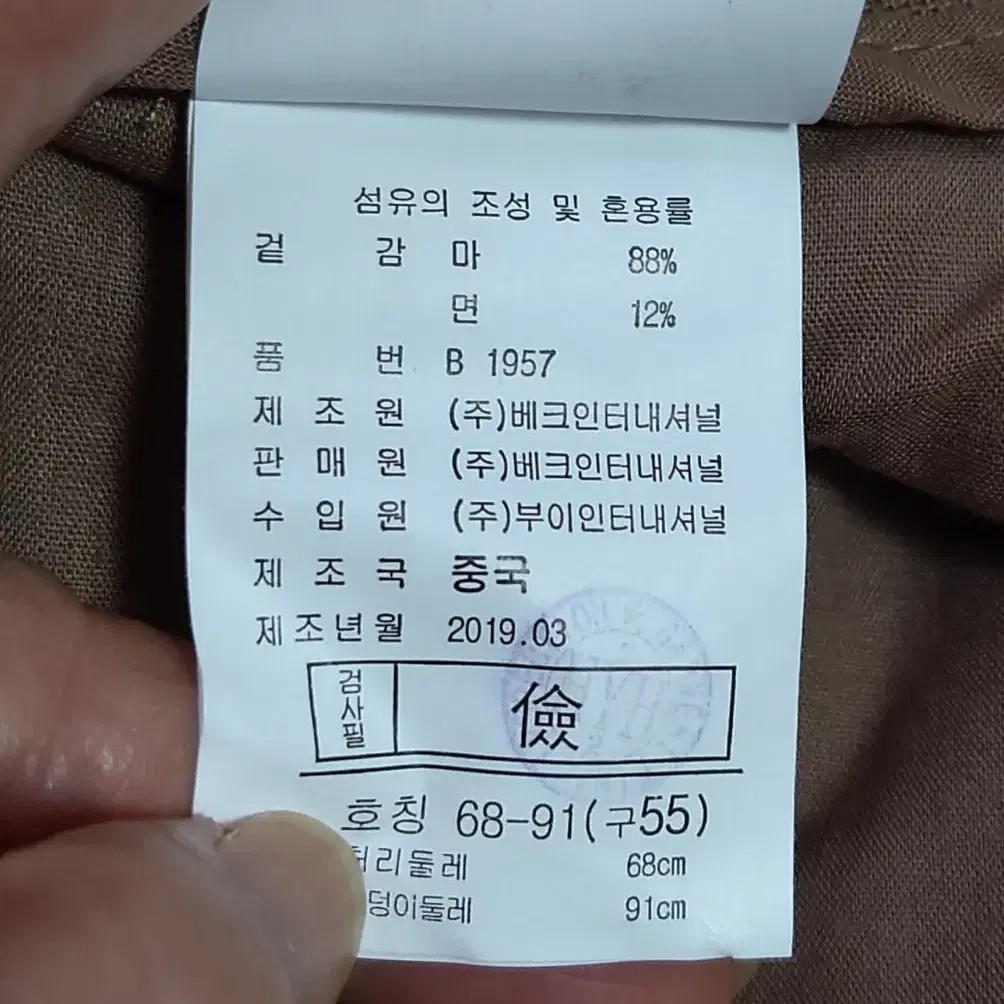 섬유의 조성 및 혼용률
겉 감 마 88%
면 12%
품 번 B 1957
제 조 원 (주)베크인터내셔널
판 매 원 (주)베크인터내셔널
수 입 원 (주)부이인터내셔널
제 조 국 중국
제조년월 2019.03
검사필 儉
호칭 68-91(구55)
허리둘레 68cm
덩이둘레 91cm